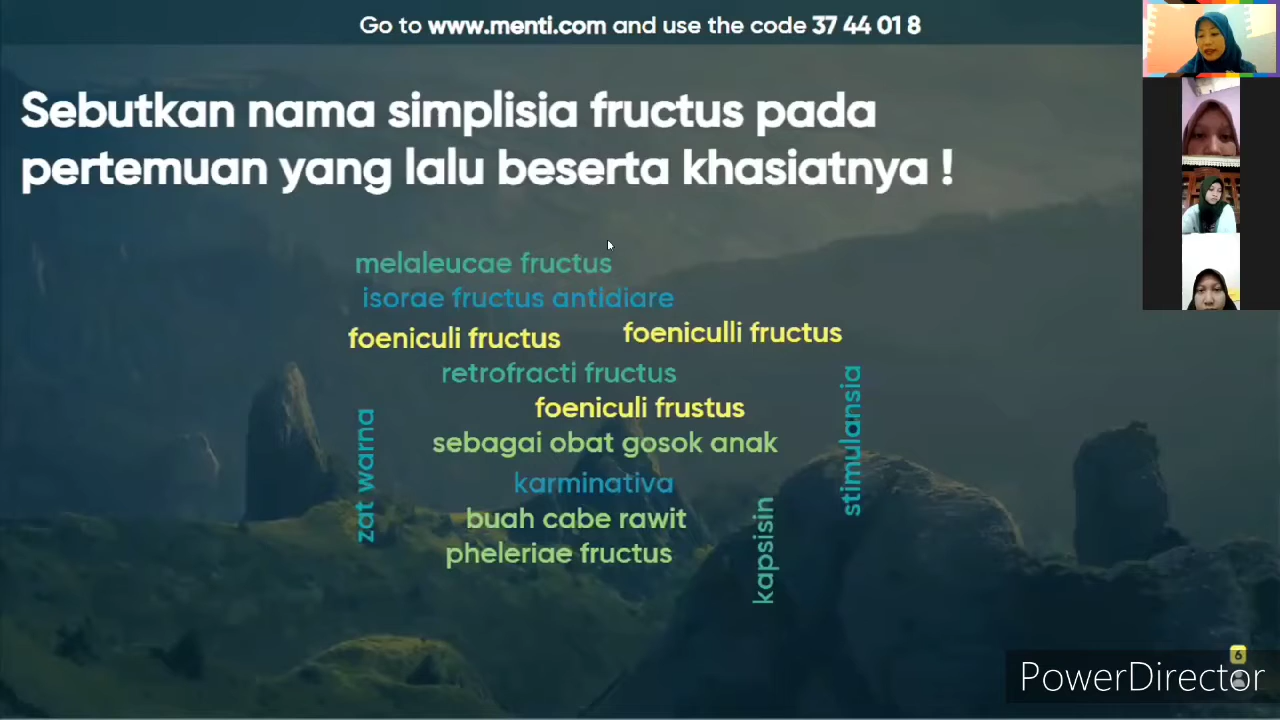 Go to www.menti.com and use the code 37 44 01 8
Sebutkan nama simplisia fructus pada
pertemuan yang lalu beserta khasiatnya !
melaleucae fructus
isorae fructus antidiare
foeniculi fructus
foeniculli fructus
retrofracti fructus
foeniculi frustus
sebagai obat gosok anak
zat warna
stimulansia
karminativa
buah cabe rawit
kapsisin
pheleriae fructus
6
PowerDirector